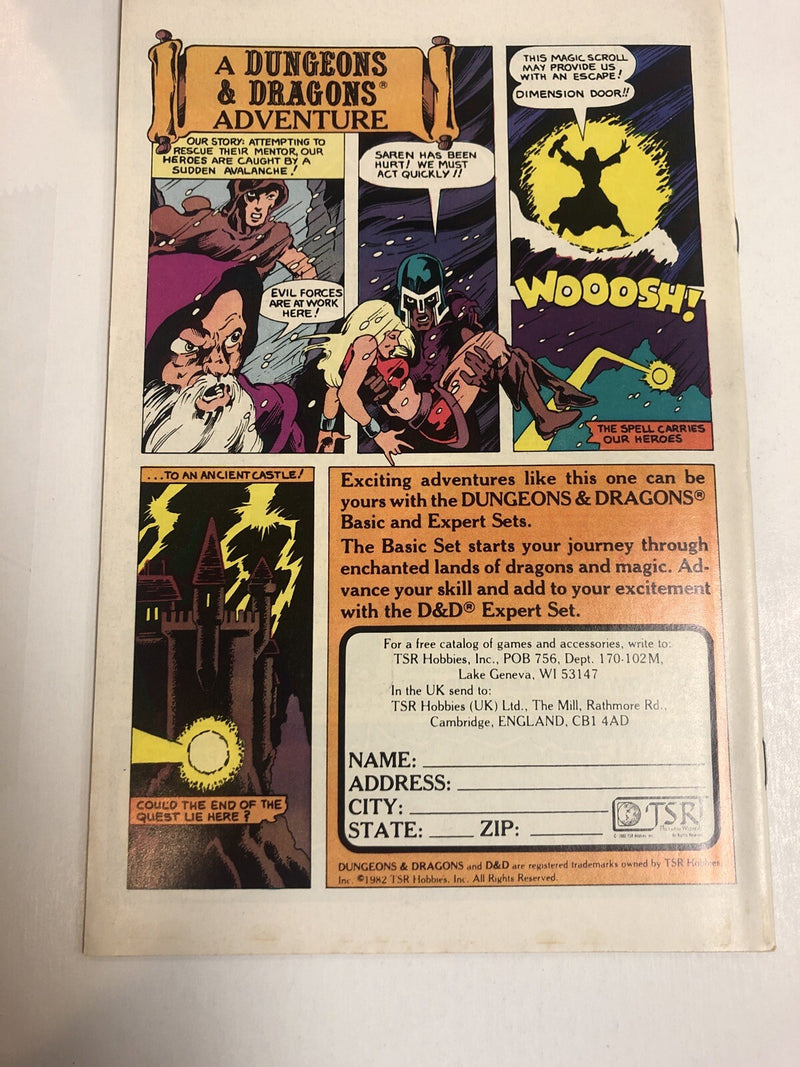 A DUNGEONS
& DRAGONS®
ADVENTURE
OUR STORY: ATTEMPTING TO
RESCUE THEIR MENTOR, OUR
HEROES ARE CAUGHT BY A
SUDDEN AVALANCHE!
EVIL FORCES
ARE AT WORK
HERE!
SAREN HAS BEEN
HURT! WE MUST
ACT QUICKLY!!
THIS MAGIC SCROLL
MAY PROVIDE US
WITH AN ESCAPE!
DIMENSION DOOR!!
WOOOSH!
THE SPELL CARRIES
OUR HEROES
...TO AN ANCIENT CASTLE!
COULD THE END OF THE
QUEST LIE HERE?
Exciting adventures like this one can be
yours with the DUNGEONS & DRAGONS®
Basic and Expert Sets.
The Basic Set starts your journey through
enchanted lands of dragons and magic. Ad-
vance your skill and add to your excitement
with the D&D® Expert Set.
For a free catalog of games and accessories, write to:
TSR Hobbies, Inc., POB 756, Dept. 170-102M,
Lake Geneva, WI 53147
In the UK send to:
TSR Hobbies (UK) Ltd., The Mill, Rathmore Rd.,
Cambridge, ENGLAND, CB1 4AD
NAME:
ADDRESS:
CITY:
STATE: ZIP:
TSR
DUNGEONS & DRAGONS and D&D are registered trademarks owned by TSR Hobbies
Inc. ©1982 TSR Hobbies, Inc. All Rights Reserved.